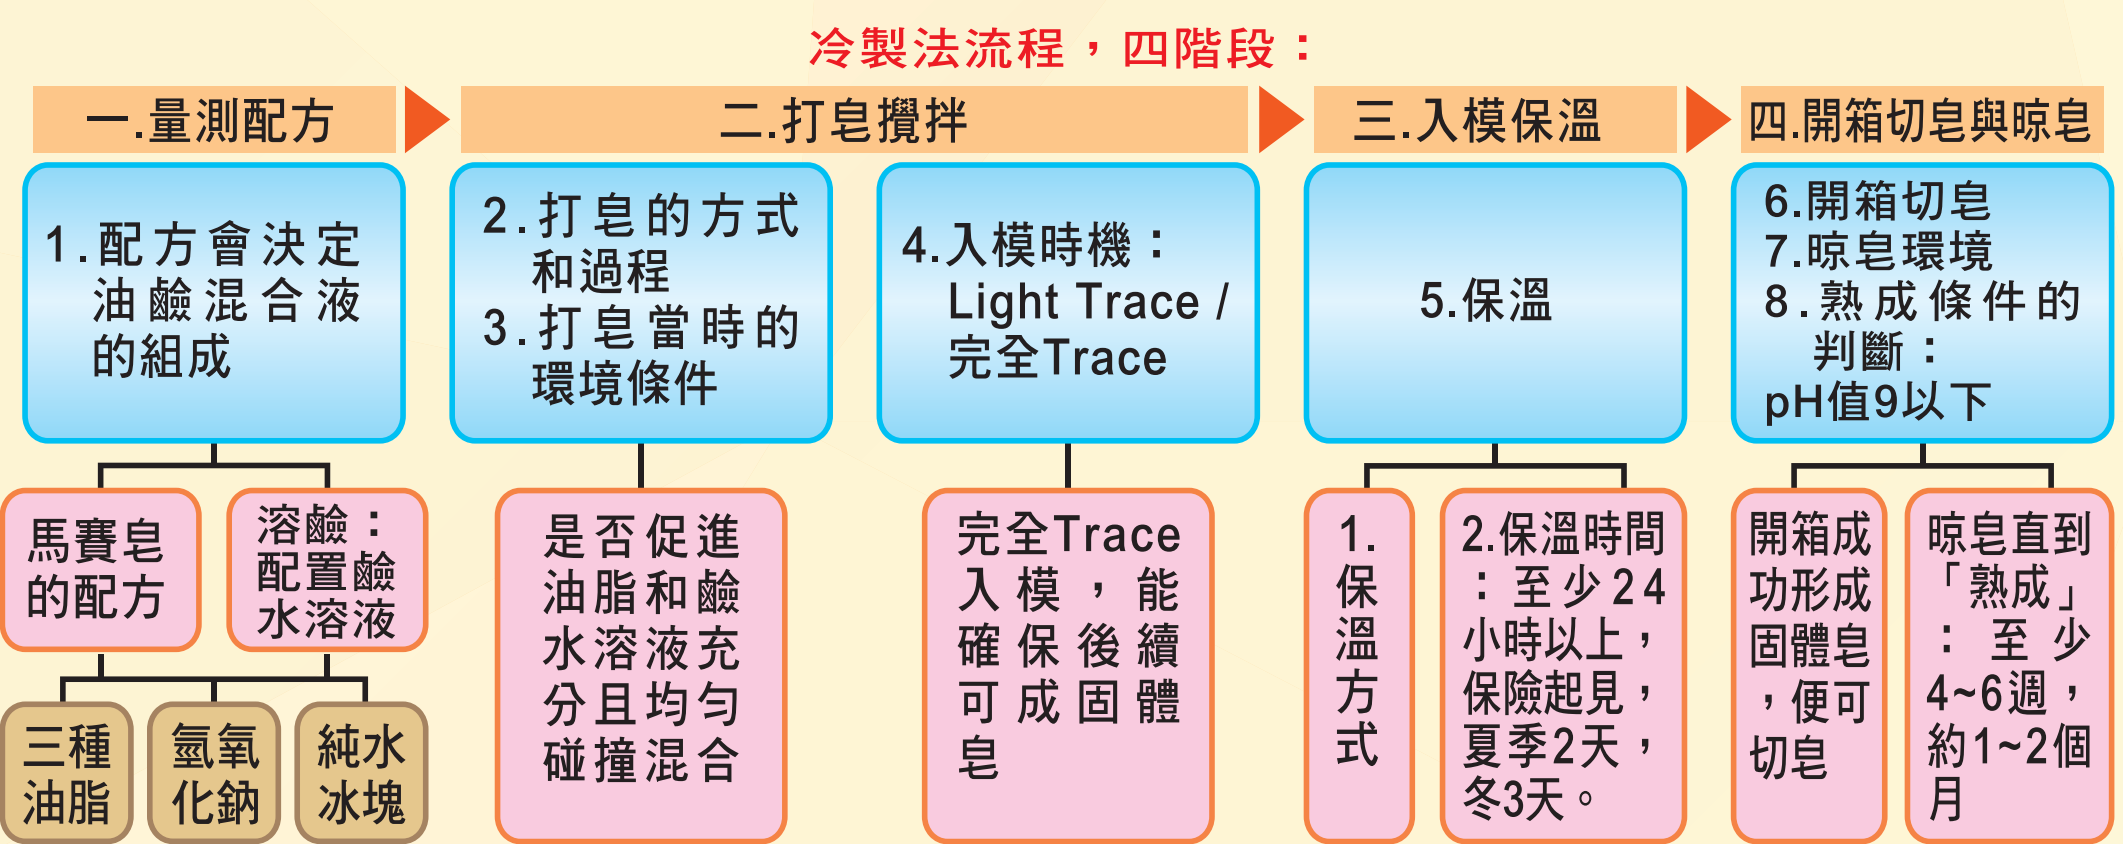 冷製法流程，四階段：
一.量測配方
二.打皂攪拌
三.入模保溫
四.開箱切皂與晾皂
1.配方會決定
油鹼混合液
的組成
2.打皂的方式
和過程
3.打皂當時的
環境條件
4.入模時機：
Light Trace /
完全Trace
5.保溫
6.開箱切皂
7.晾皂環境
8.熟成條件的
判斷：
pH值9以下
馬賽皂
的配方
溶鹼：
配置鹼
水溶液
三種
油脂
氫氧
化鈉
純水
冰塊
是否促進
油脂和鹼
水溶液充
分且均勻
碰撞混合
完全Trace
入模，能
確保後續
可成固體
皂
1.
保
溫
方
式
2.保溫時間
：至少24
小時以上，
保險起見，
夏季2天，
冬3天。
開箱成
功形成
固體皂
，便可
切皂
晾皂直到
「熟成」
：至少
4~6週，
約1~2個
月